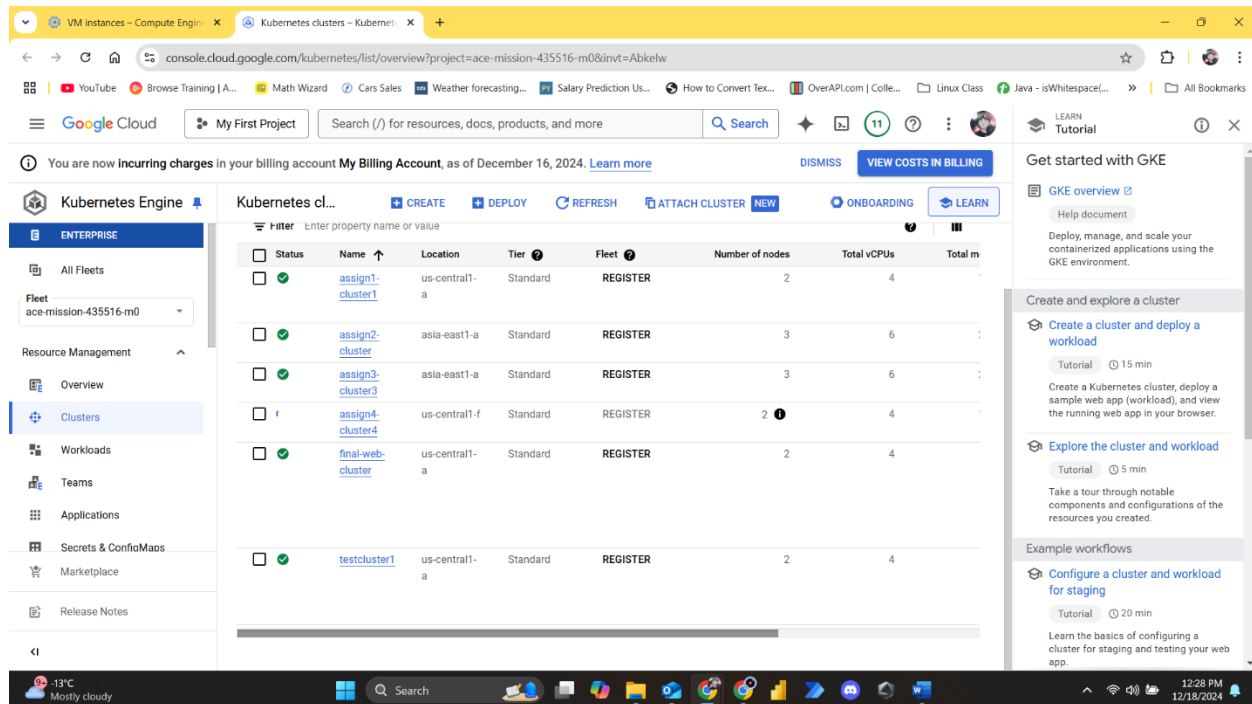 VM instances – Compute Engin
Kubernetes clusters – Kubernet
console.cloud.google.com/kubernetes/list/overview?project=ace-mission-435516-m0&invt=Abkelw
YouTube
Browse Training | A...
Math Wizard
Cars Sales
Weather forecasting...
Salary Prediction Us...
How to Convert Tex...
OverAPI.com | Colle...
Linux Class
Java - isWhitespace(...
All Bookmarks
Google Cloud
My First Project
Search (/) for resources, docs, products, and more
Search
11
LEARN
Tutorial
You are now incurring charges in your billing account My Billing Account, as of December 16, 2024. Learn more
DISMISS
VIEW COSTS IN BILLING
Kubernetes Engine
Kubernetes cl...
CREATE
DEPLOY
REFRESH
ATTACH CLUSTER NEW
ONBOARDING
LEARN
ENTERPRISE
All Fleets
Fleet
ace-mission-435516-m0
Resource Management
Overview
Clusters
Workloads
Teams
Applications
Secrets & ConfigMaps
Marketplace
Release Notes
Filter Enter property name or value
Status Name Location Tier Fleet Number of nodes Total vCPUs Total m
assign1- us-central1- Standard REGISTER 2 4
cluster1 a
assign2- asia-east1-a Standard REGISTER 3 6
cluster
assign3- asia-east1-a Standard REGISTER 3 6
cluster3
assign4- us-central1-f Standard REGISTER 2 4
cluster4
final-web- us-central1- Standard REGISTER 2 4
cluster a
testcluster1 us-central1- Standard REGISTER 2 4
a
Get started with GKE
GKE overview
Help document
Deploy, manage, and scale your
containerized applications using the
GKE environment.
Create and explore a cluster
Create a cluster and deploy a
workload
Tutorial 15 min
Create a Kubernetes cluster, deploy a
sample web app (workload), and view
the running web app in your browser.
Explore the cluster and workload
Tutorial 5 min
Take a tour through notable
components and configurations of the
resources you created.
Example workflows
Configure a cluster and workload
for staging
Tutorial 20 min
Learn the basics of configuring a
cluster for staging and testing your web
app.
9+
-13°C
Mostly cloudy
Search
12:28 PM
12/18/2024